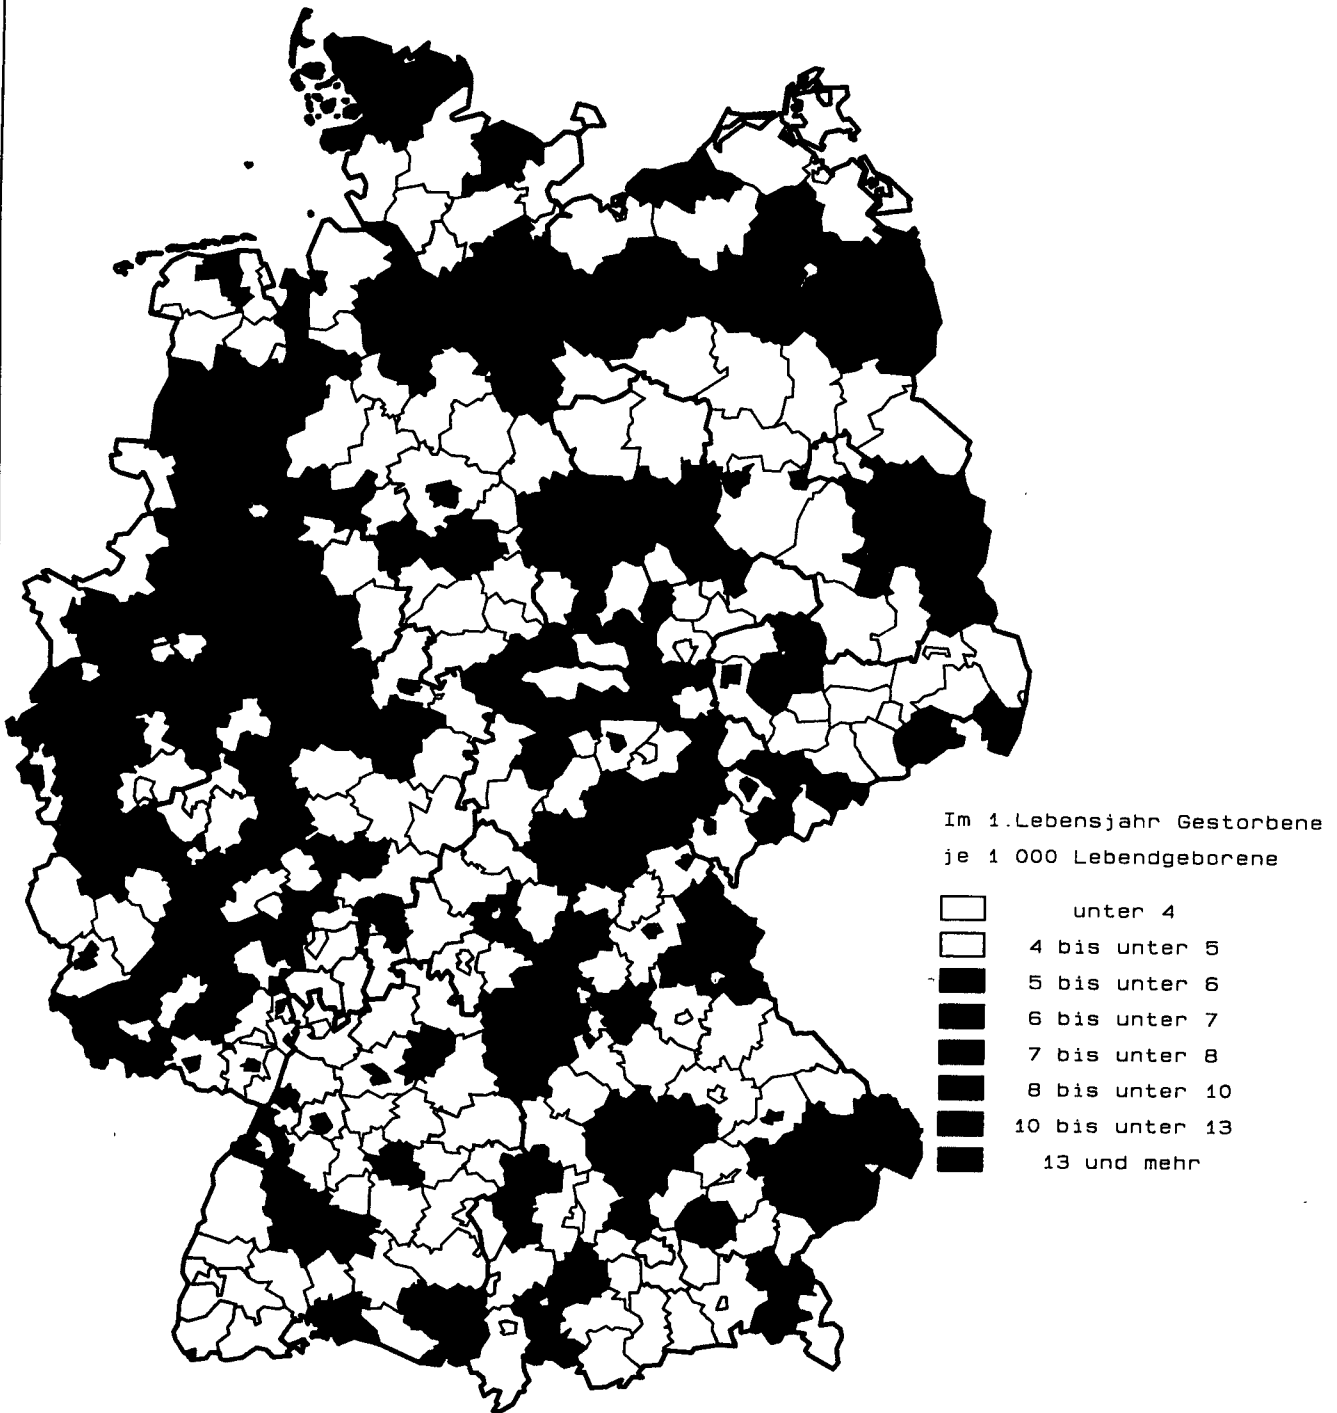 Im 1.Lebensjahr Gestorbene
je 1 000 Lebendgeborene
unter 4
4 bis unter 5
5 bis unter 6
6 bis unter 7
7 bis unter 8
8 bis unter 10
10 bis unter 13
13 und mehr